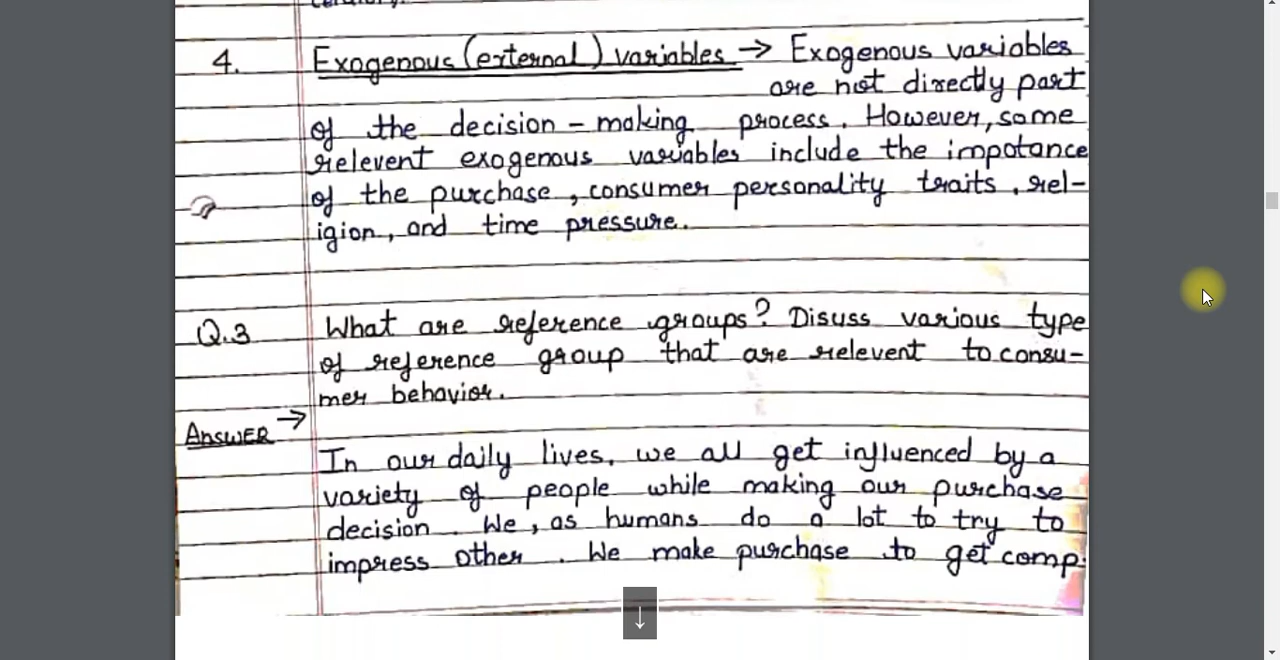 4. Exogenous (external) variables → Exogenous variables
are not directly part
of the decision - making process. However, some
relevent exogenous variables include the impotance
of the purchase, consumer personality traits, rel-
igion, and time pressure.
Q.3 What are reference groups? Disuss various type
of reference group that are relevent to consu-
mer behavior.
Answer →
In our daily lives, we all get influenced by a
variety of people while making our purchase
decision. We, as humans do a lot to try to
impress other. We make purchase to get comp.